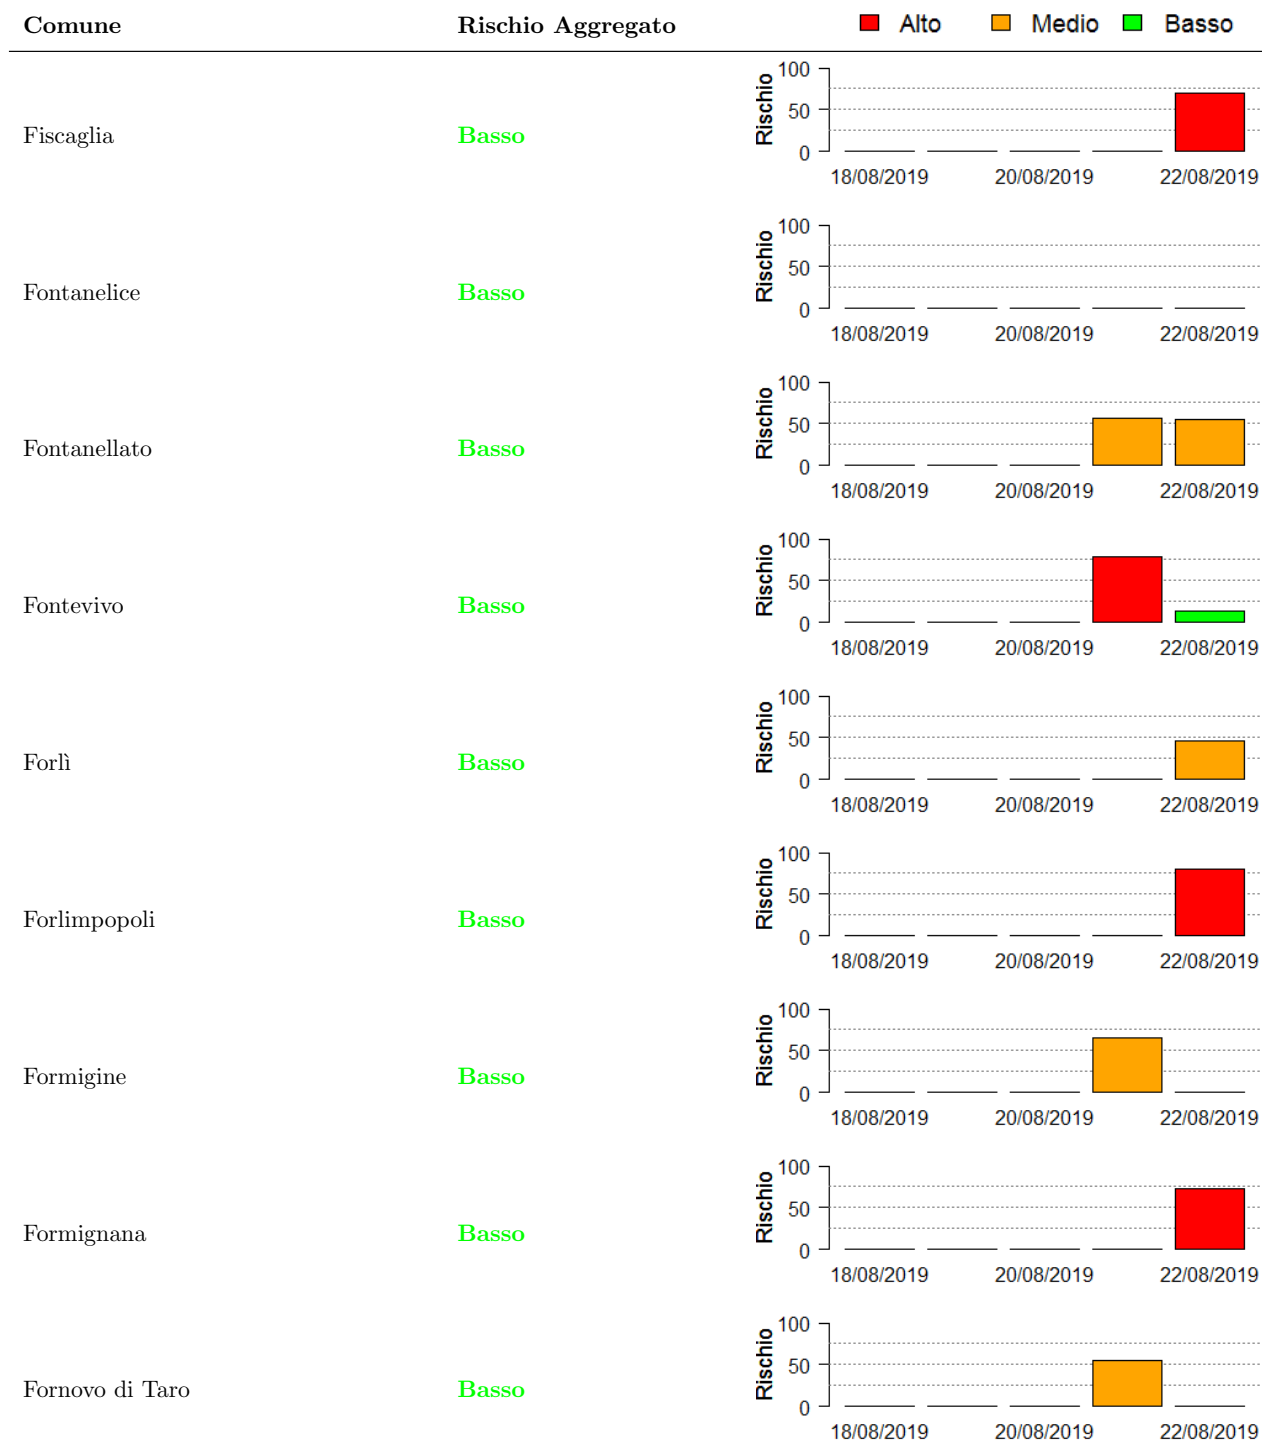 Comune Rischio Aggregato Alto Medio Basso
100
50
0
Rischio
Fiscaglia Basso
18/08/2019 20/08/2019 22/08/2019
100
50
0
Rischio
Fontanelice Basso
18/08/2019 20/08/2019 22/08/2019
100
50
0
Rischio
Fontanellato Basso
18/08/2019 20/08/2019 22/08/2019
100
50
0
Rischio
Fontevivo Basso
18/08/2019 20/08/2019 22/08/2019
100
50
0
Rischio
Forlì Basso
18/08/2019 20/08/2019 22/08/2019
100
50
0
Rischio
Forlimpopoli Basso
18/08/2019 20/08/2019 22/08/2019
100
50
0
Rischio
Formigine Basso
18/08/2019 20/08/2019 22/08/2019
100
50
0
Rischio
Formignana Basso
18/08/2019 20/08/2019 22/08/2019
100
50
0
Rischio
Fornovo di Taro Basso
18/08/2019 20/08/2019 22/08/2019